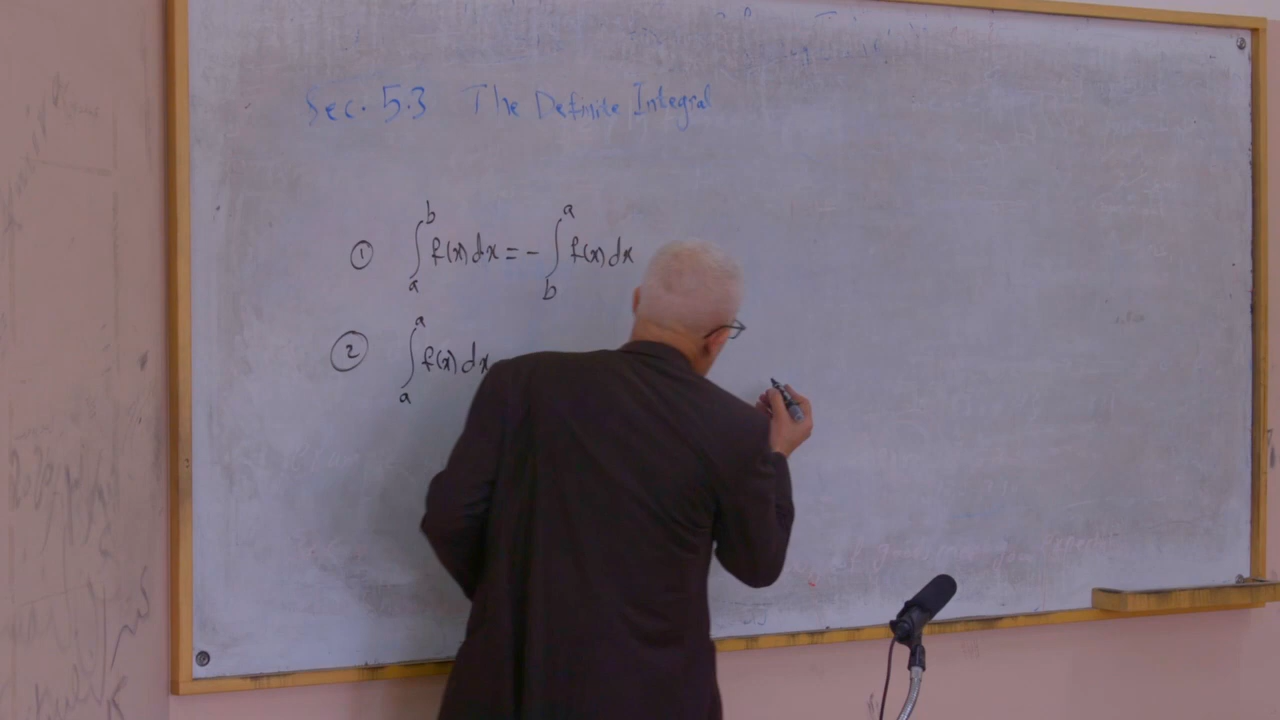 Sec. 5.3 The Definite Integral
① ∫_a^b f(x) dx = - ∫_b^a f(x) dx
② ∫_a^a f(x) dx